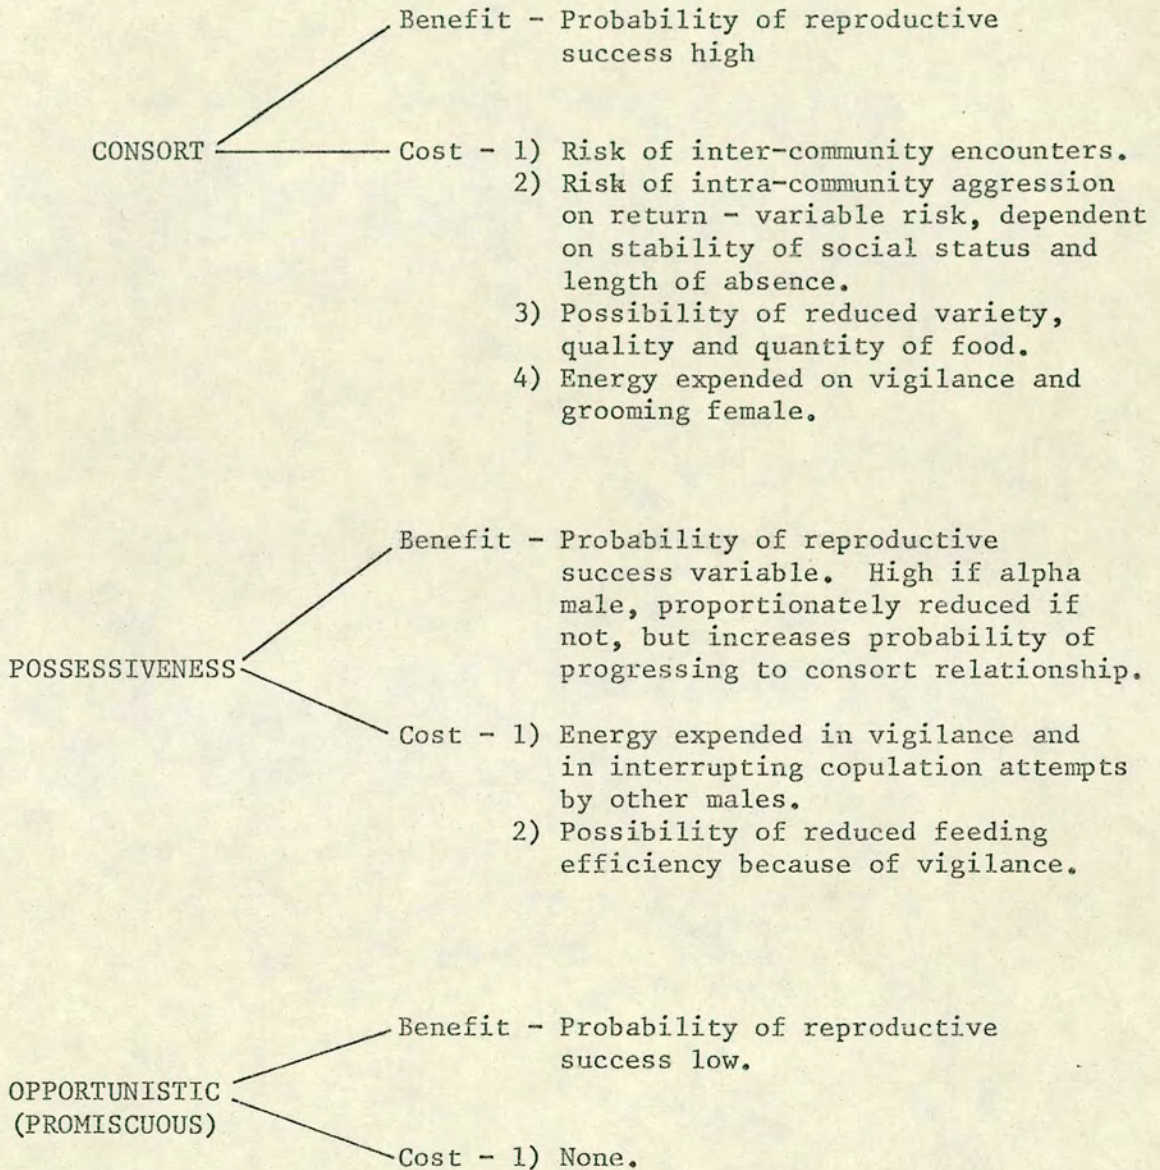 Benefit - Probability of reproductive
success high
CONSORT
Cost - 1) Risk of inter-community encounters.
2) Risk of intra-community aggression
on return - variable risk, dependent
on stability of social status and
length of absence.
3) Possibility of reduced variety,
quality and quantity of food.
4) Energy expended on vigilance and
grooming female.
Benefit - Probability of reproductive
success variable. High if alpha
male, proportionately reduced if
not, but increases probability of
progressing to consort relationship.
POSSESSIVENESS
Cost - 1) Energy expended in vigilance and
in interrupting copulation attempts
by other males.
2) Possibility of reduced feeding
efficiency because of vigilance.
Benefit - Probability of reproductive
success low.
OPPORTUNISTIC
(PROMISCUOUS)
Cost - 1) None.